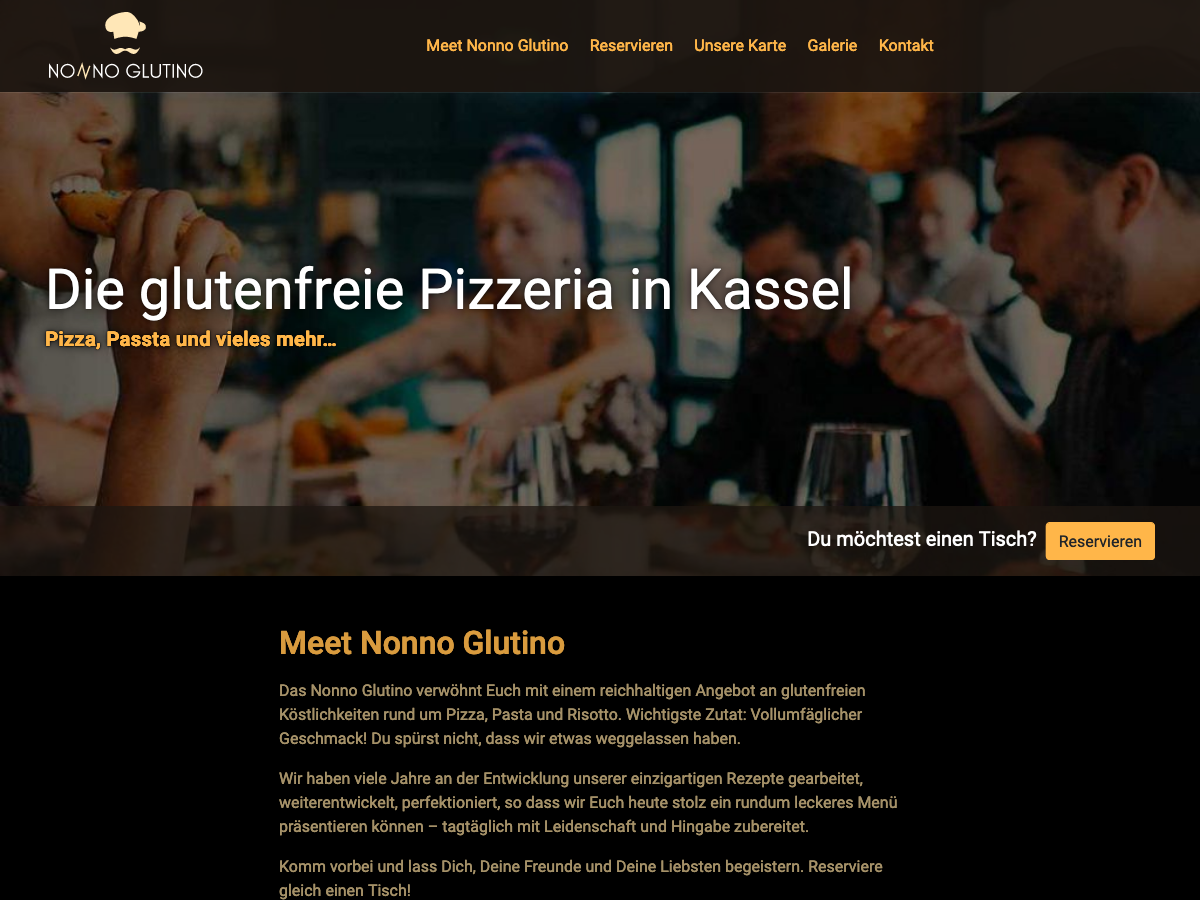 NONNO GLUTINO
Meet Nonno Glutino Reservieren Unsere Karte Galerie Kontakt
Die glutenfreie Pizzeria in Kassel
Pizza, Passta und vieles mehr...
Du möchtest einen Tisch? Reservieren
Meet Nonno Glutino
Das Nonno Glutino verwöhnt Euch mit einem reichhaltigen Angebot an glutenfreien
Köstlichkeiten rund um Pizza, Pasta und Risotto. Wichtigste Zutat: Vollumfäglicher
Geschmack! Du spürst nicht, dass wir etwas weggelassen haben.
Wir haben viele Jahre an der Entwicklung unserer einzigartigen Rezepte gearbeitet,
weiterentwickelt, perfektioniert, so dass wir Euch heute stolz ein rundum leckeres Menü
präsentieren können – tagtäglich mit Leidenschaft und Hingabe zubereitet.
Komm vorbei und lass Dich, Deine Freunde und Deine Liebsten begeistern. Reserviere
gleich einen Tisch!